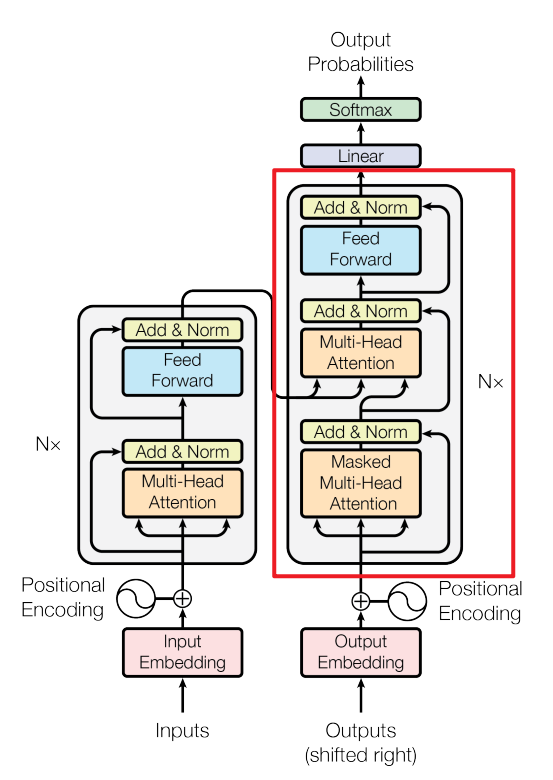 Output
Probabilities
Softmax
Linear
Add & Norm
Feed
Forward
Add & Norm
Multi-Head
Attention
N×
Add & Norm
Masked
Multi-Head
Attention
Add & Norm
Feed
Forward
N×
Add & Norm
Multi-Head
Attention
Positional
Encoding
Positional
Encoding
Input
Embedding
Output
Embedding
Inputs
Outputs
(shifted right)